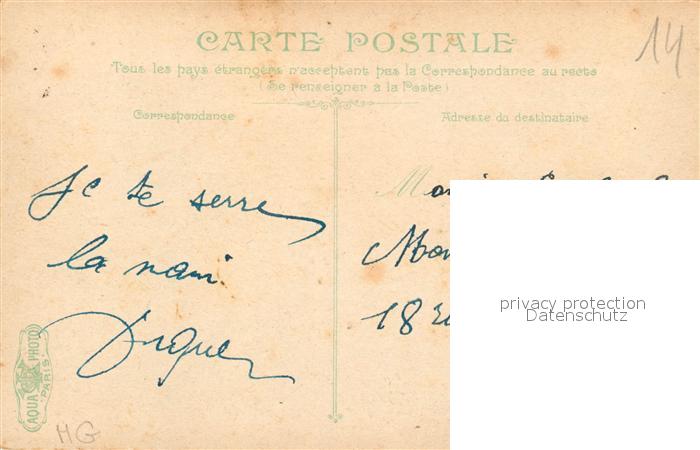 CARTE POSTALE
14
Tous les pays étrangers n'acceptent pas la Correspondance au recto
(Se renseigner à la Poste)
Correspondance
Adresse du destinataire
Je te serre
la main.
18
privacy protection
Datenschutz
AQUA PHOTO
PARIS
HG